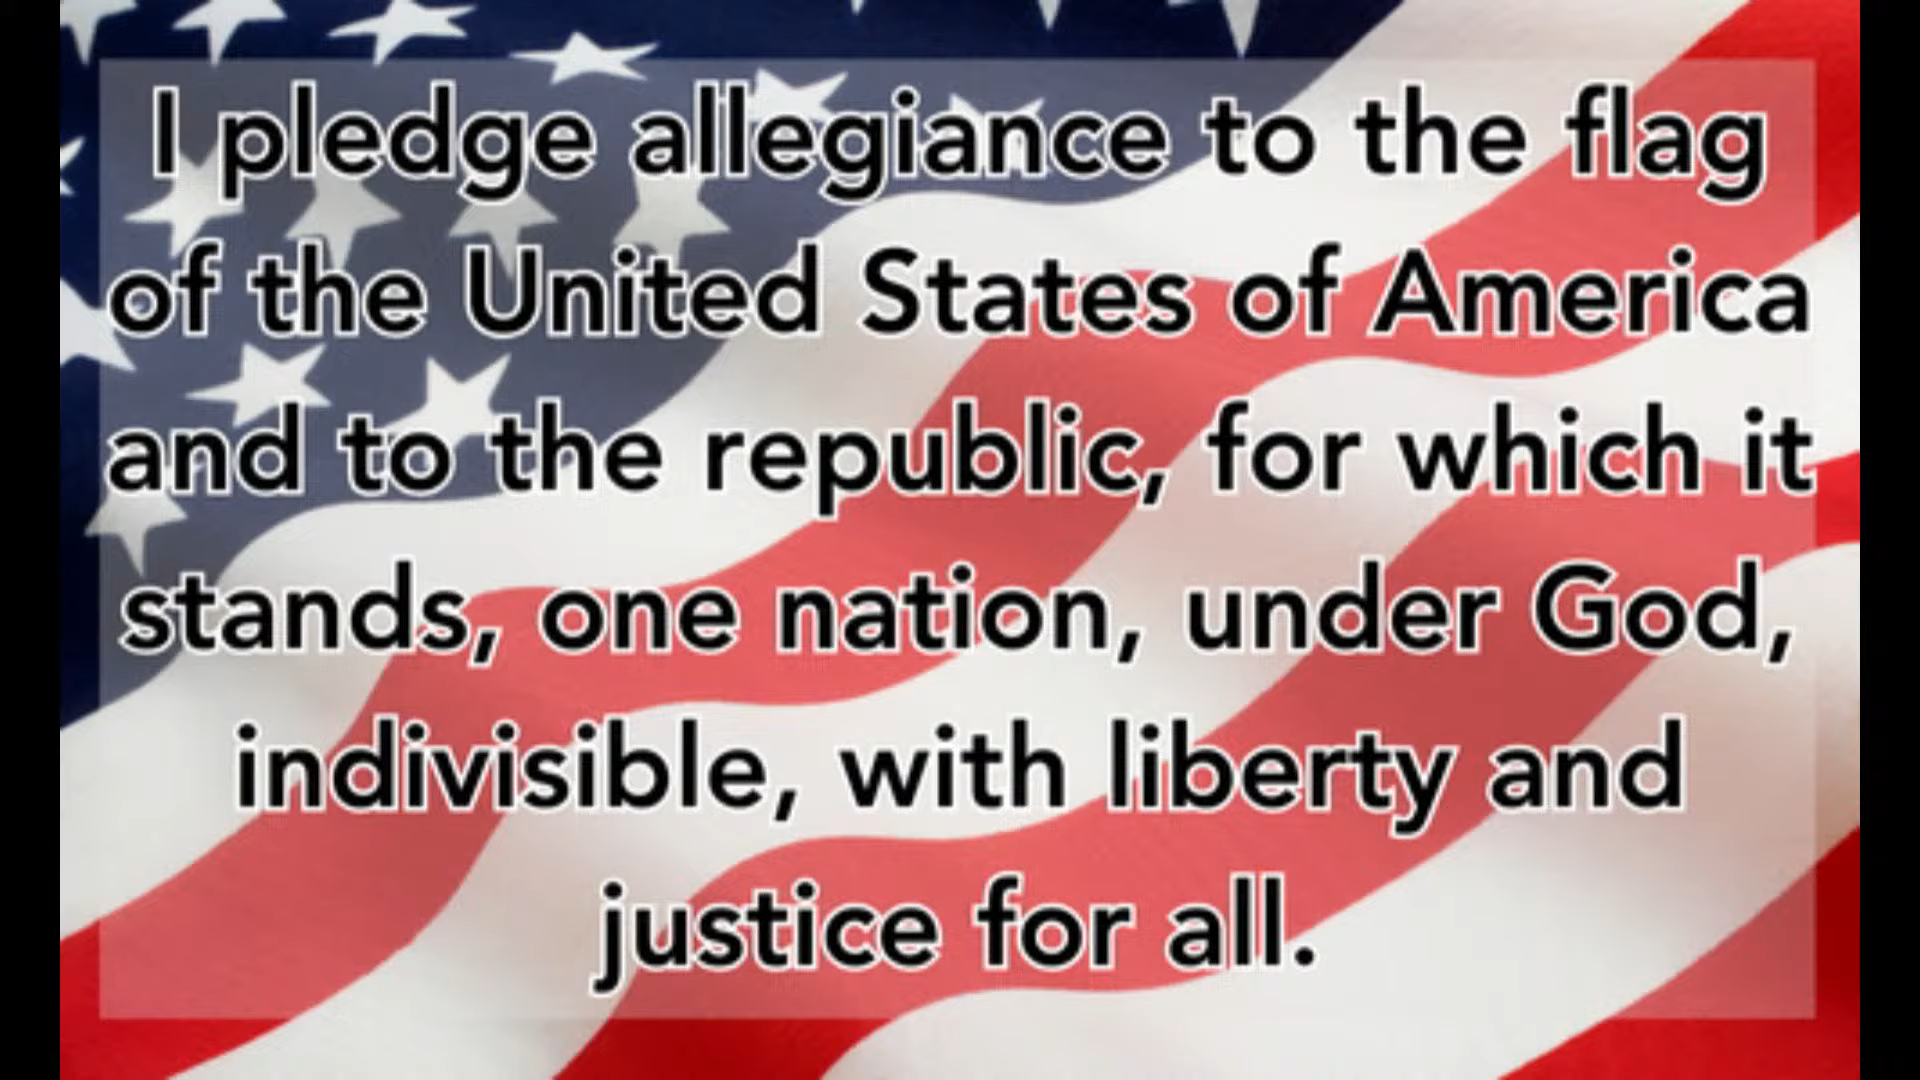 I pledge allegiance to the flag
of the United States of America
and to the republic, for which it
stands, one nation, under God,
indivisible, with liberty and
justice for all.